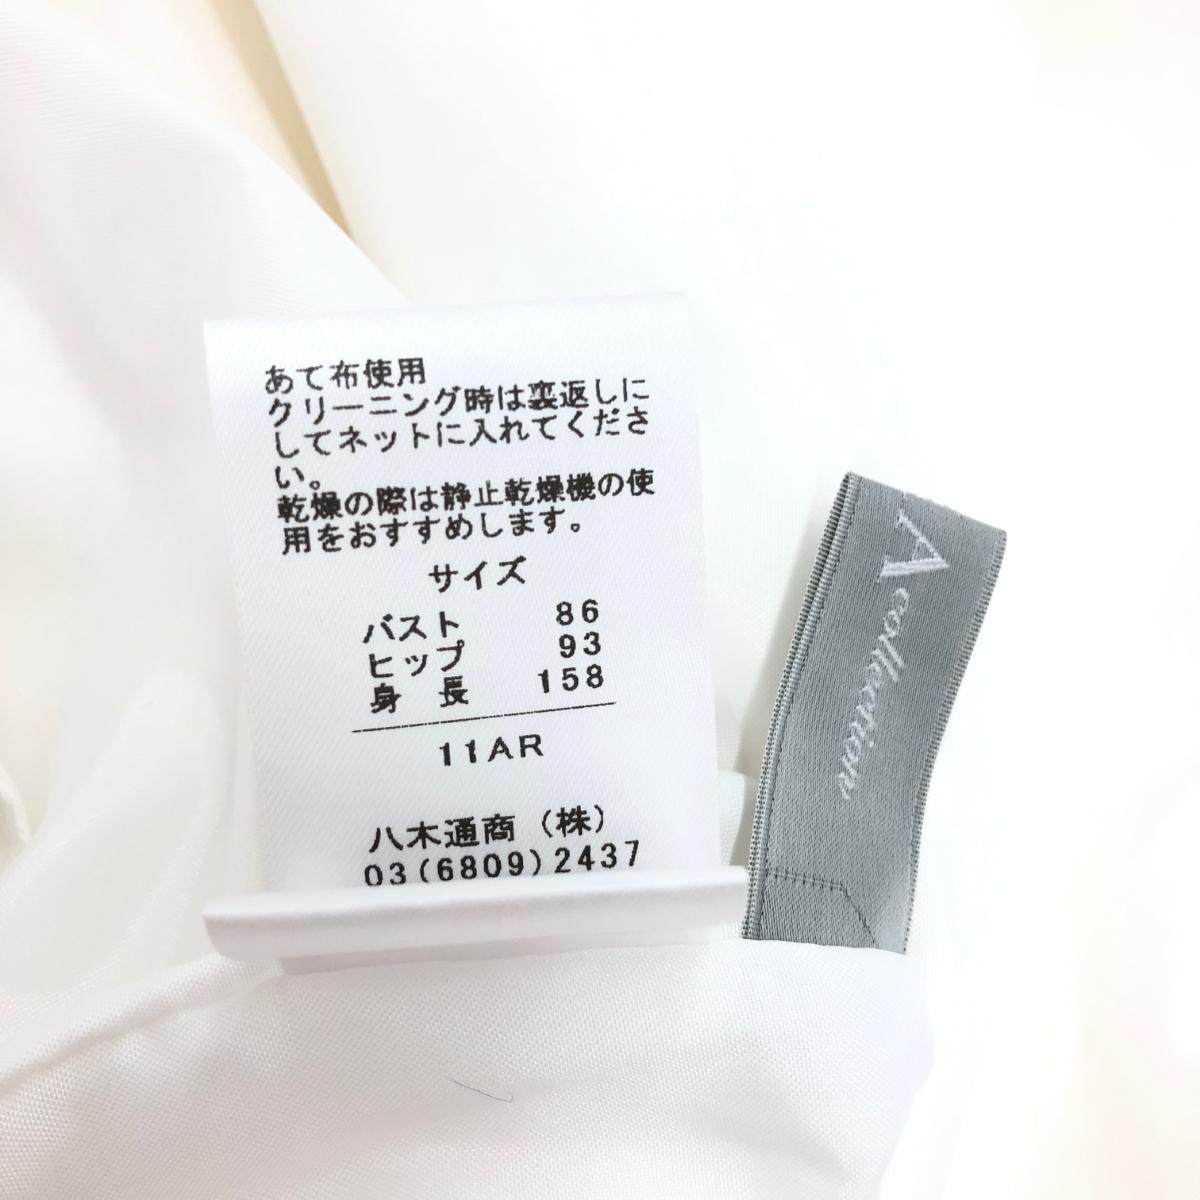 あて布使用
クリーニング時は裏返しに
してネットに入れてくださ
い。
乾燥の際は静止乾燥機の使
用をおすすめします。
サイズ
バスト 86
ヒップ 93
身長 158
11AR
八木通商(株)
03(6809)2437
A collection